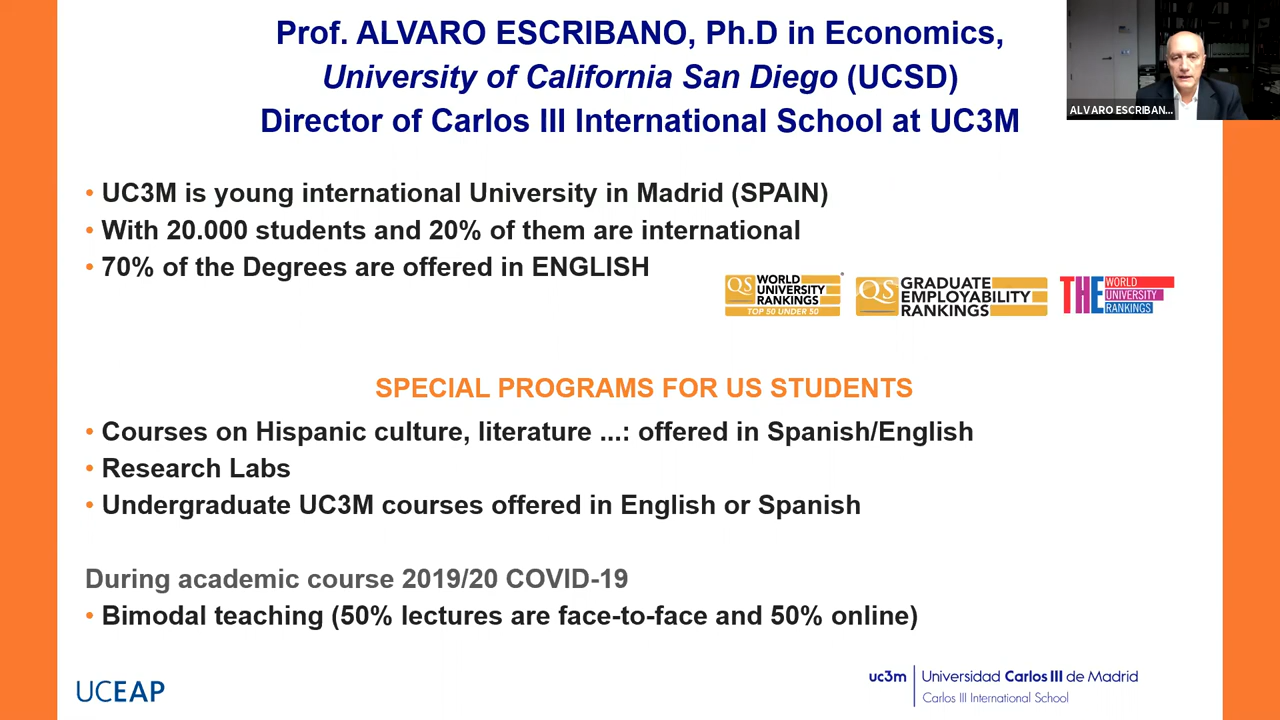 Prof. ALVARO ESCRIBANO, Ph.D in Economics,
University of California San Diego (UCSD)
Director of Carlos III International School at UC3M
ALVARO ESCRIBAN...
• UC3M is young international University in Madrid (SPAIN)
• With 20.000 students and 20% of them are international
• 70% of the Degrees are offered in ENGLISH
QS WORLD
UNIVERSITY
RANKINGS
TOP 50 UNDER 50
QS GRADUATE
EMPLOYABILITY
RANKINGS
THE WORLD
UNIVERSITY
RANKINGS
SPECIAL PROGRAMS FOR US STUDENTS
• Courses on Hispanic culture, literature ...: offered in Spanish/English
• Research Labs
• Undergraduate UC3M courses offered in English or Spanish
During academic course 2019/20 COVID-19
• Bimodal teaching (50% lectures are face-to-face and 50% online)
UCEAP
uc3m Universidad Carlos III de Madrid
Carlos III International School